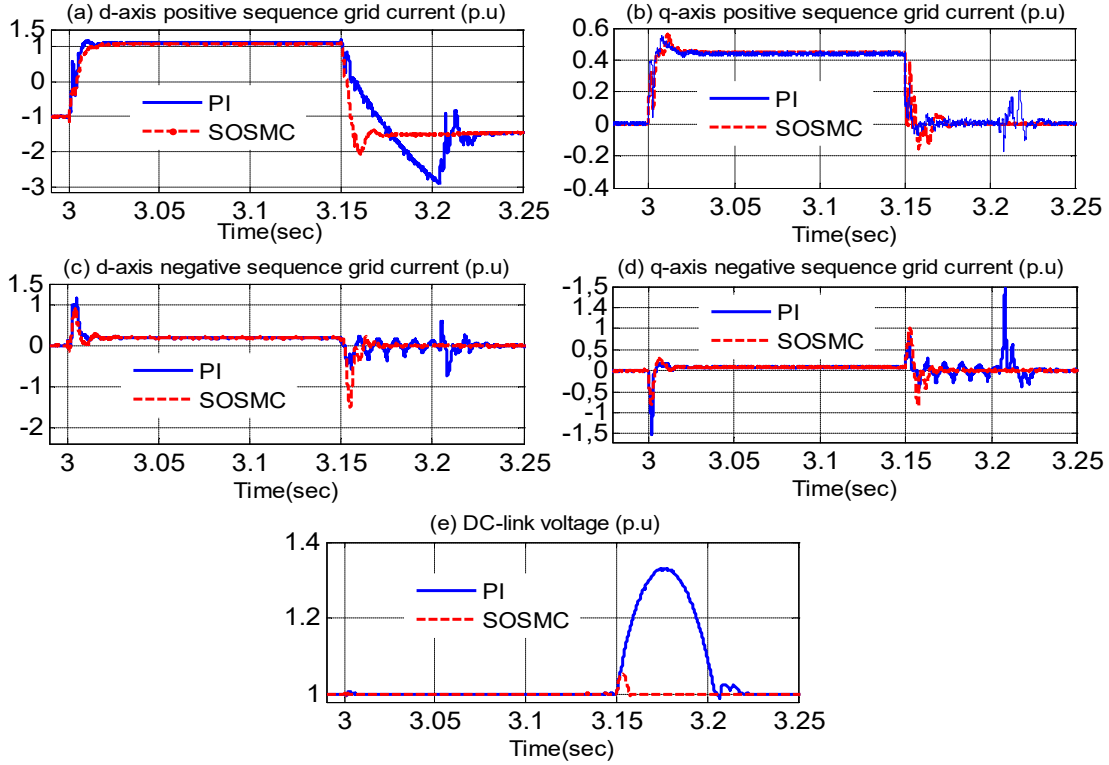 (a) d-axis positive sequence grid current (p.u)
1.5
1
0
-1
-2
-3
PI
SOSMC
3 3.05 3.1 3.15 3.2 3.25
Time(sec)
(b) q-axis positive sequence grid current (p.u)
0.6
0.4
0.2
0
-0.2
0.4
PI
SOSMC
3 3.05 3.1 3.15 3.2 3.25
Time(sec)
(c) d-axis negative sequence grid current (p.u)
1.5
1
0
-1
-2
PI
SOSMC
3 3.05 3.1 3.15 3.2 3.25
Time(sec)
(d) q-axis negative sequence grid current (p.u)
-1,5
1
0.5
0
-0.5
-1
-1,5
PI
SOSMC
3 3.05 3.1 3.15 3.2 3.25
Time(sec)
(e) DC-link voltage (p.u)
1.4
1.2
1
PI
SOSMC
3 3.05 3.1 3.15 3.2 3.25
Time(sec)